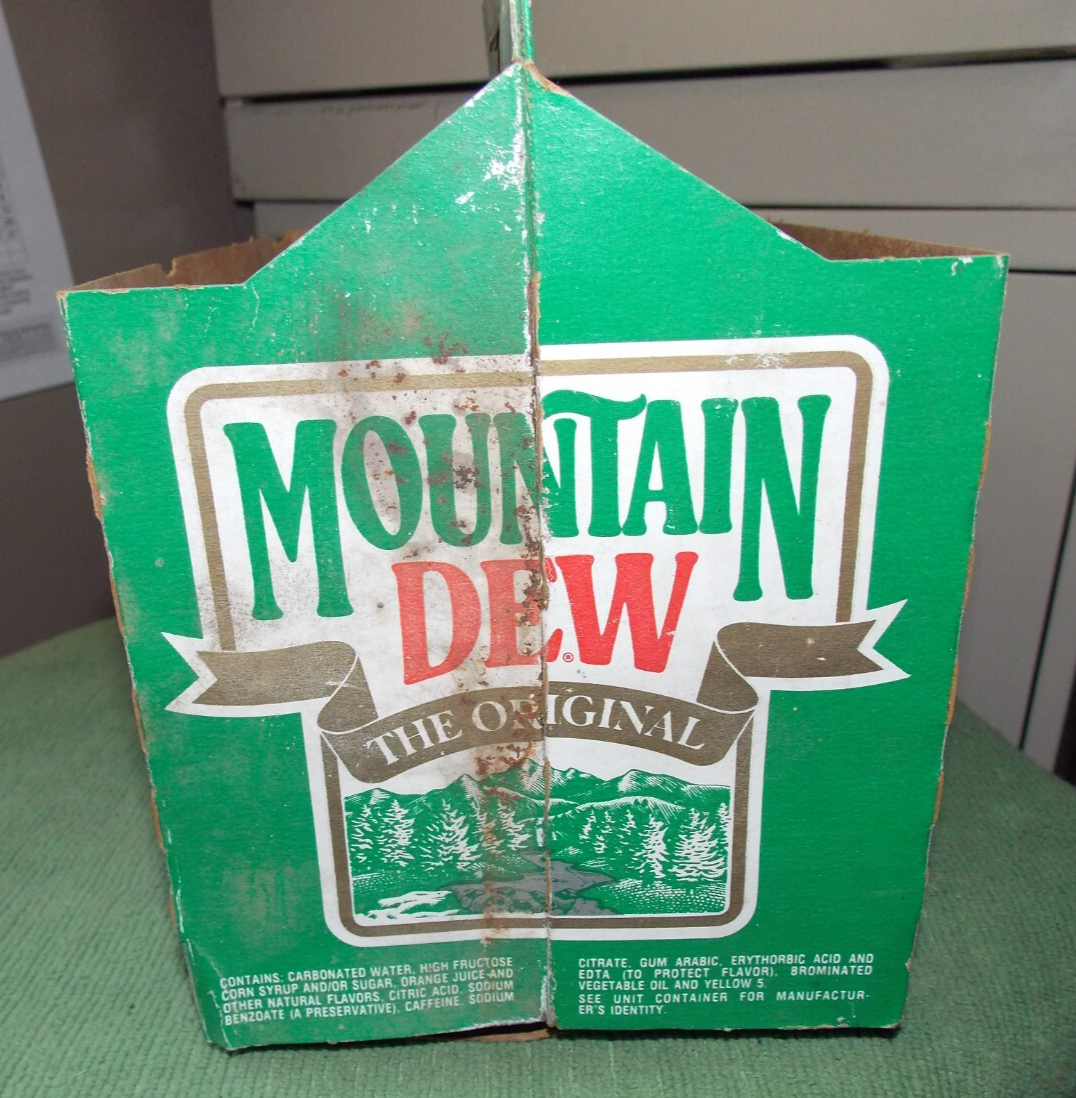 MOUNTAIN
DEW®
THE ORIGINAL
CONTAINS: CARBONATED WATER, HIGH FRUCTOSE
CORN SYRUP AND/OR SUGAR, ORANGE JUICE AND
OTHER NATURAL FLAVORS, CITRIC ACID, SODIUM
BENZOATE (A PRESERVATIVE), CAFFEINE, SODIUM
CITRATE, GUM ARABIC, ERYTHORBIC ACID AND
EDTA (TO PROTECT FLAVOR), BROMINATED
VEGETABLE OIL AND YELLOW 5.
SEE UNIT CONTAINER FOR MANUFACTUR-
ER'S IDENTITY.